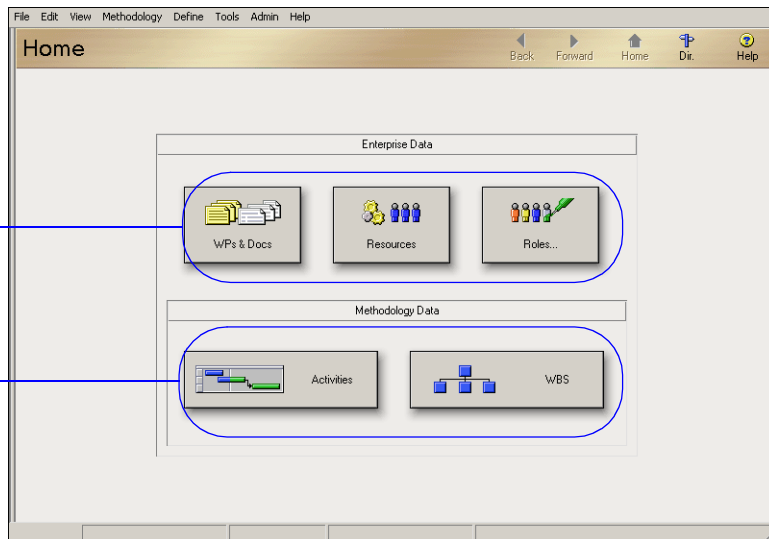 File Edit View Methodology Define Tools Admin Help
Home
Back Forward Home Dir. Help
Enterprise Data
WPs & Docs Resources Roles...
Methodology Data
Activities WBS